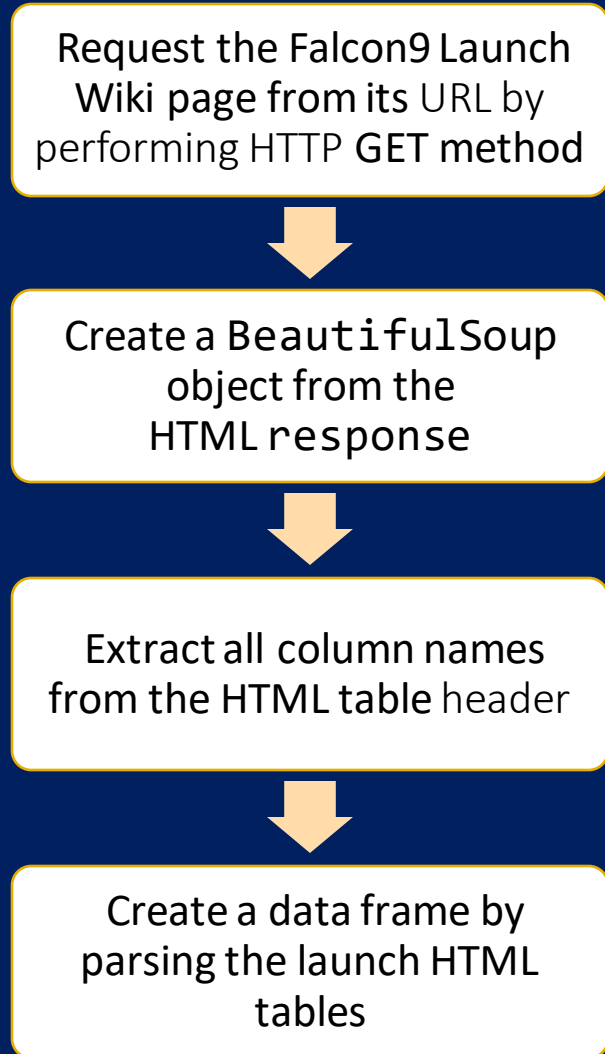 Request the Falcon9 Launch
Wiki page from its URL by
performing HTTP GET method
Create a BeautifulSoup
object from the
HTML response
Extract all column names
from the HTML table header
Create a data frame by
parsing the launch HTML
tables